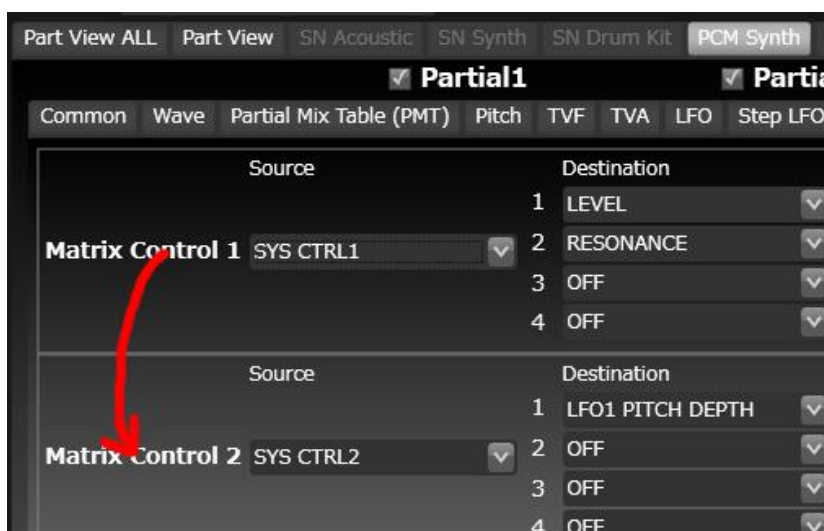 Part View ALL Part View SN Acoustic SN Synth SN Drum Kit PCM Synth
Partial1
Common Wave Partial Mix Table (PMT) Pitch TVF TVA LFO Step LFO
Source Destination
1 LEVEL
Matrix Control 1 SYS CTRL1 2 RESONANCE
3 OFF
4 OFF
Source Destination
1 LFO1 PITCH DEPTH
Matrix Control 2 SYS CTRL2 2 OFF
3 OFF
4 OFF